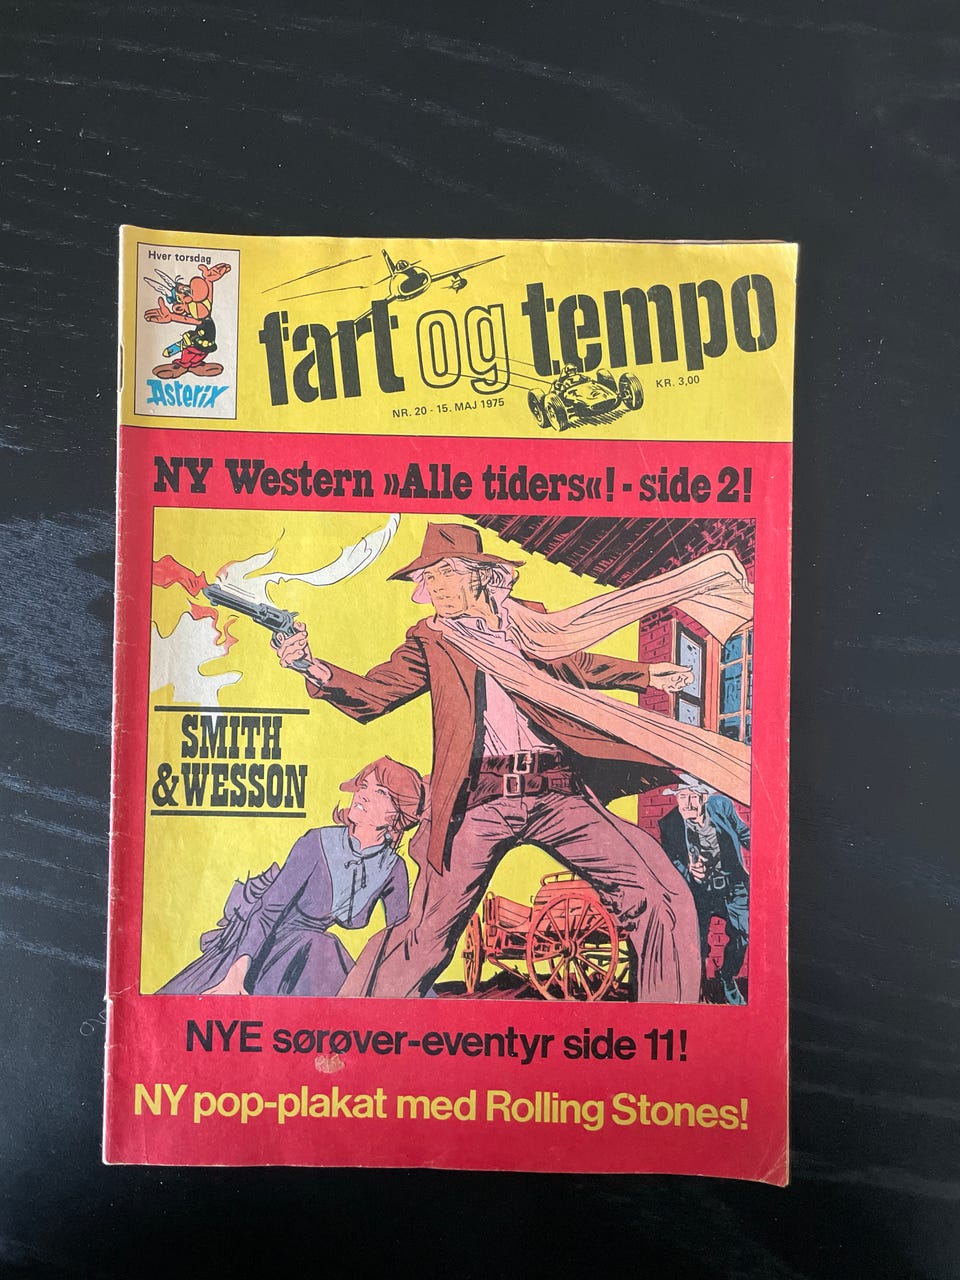 Hver torsdag
Asterix
fart og tempo
NR. 20 - 15. MAJ 1975
KR. 3,00
NY Western »Alle tiders«! - side 2!
SMITH
&WESSON
NYE sørøver-eventyr side 11!
NY pop-plakat med Rolling Stones!